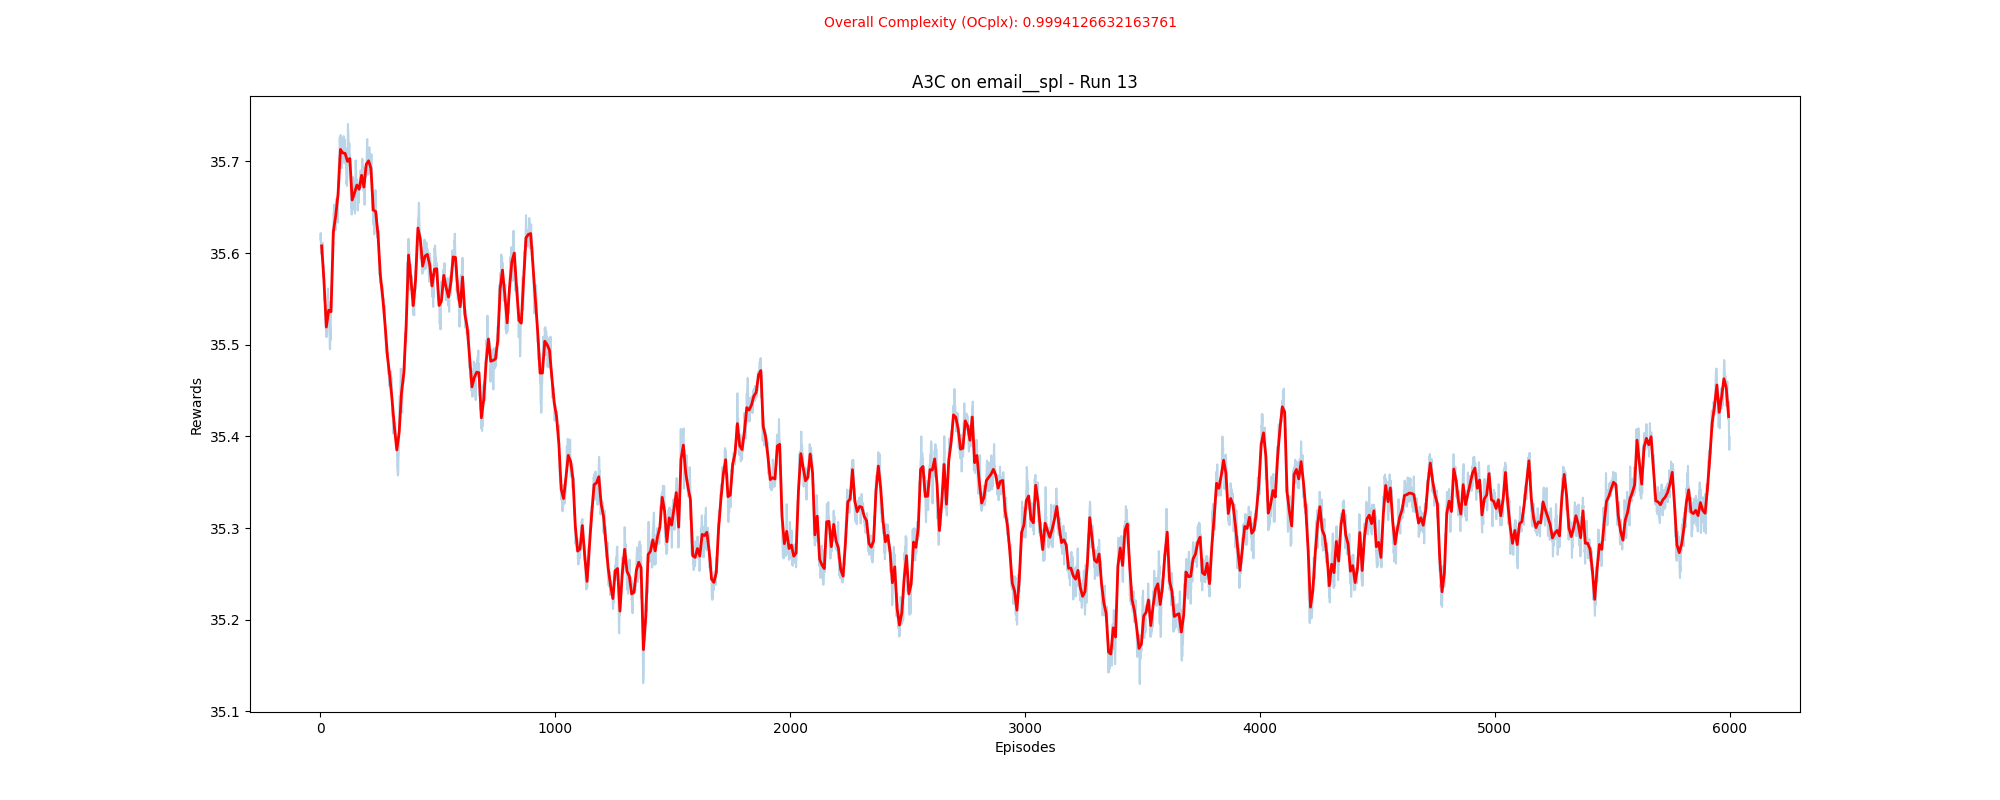 Overall Complexity (OCplx): 0.9994126632163761
A3C on email__spl - Run 13
35.7
35.6
35.5
35.4
35.3
35.2
35.1
Rewards
0 1000 2000 3000 4000 5000 6000
Episodes